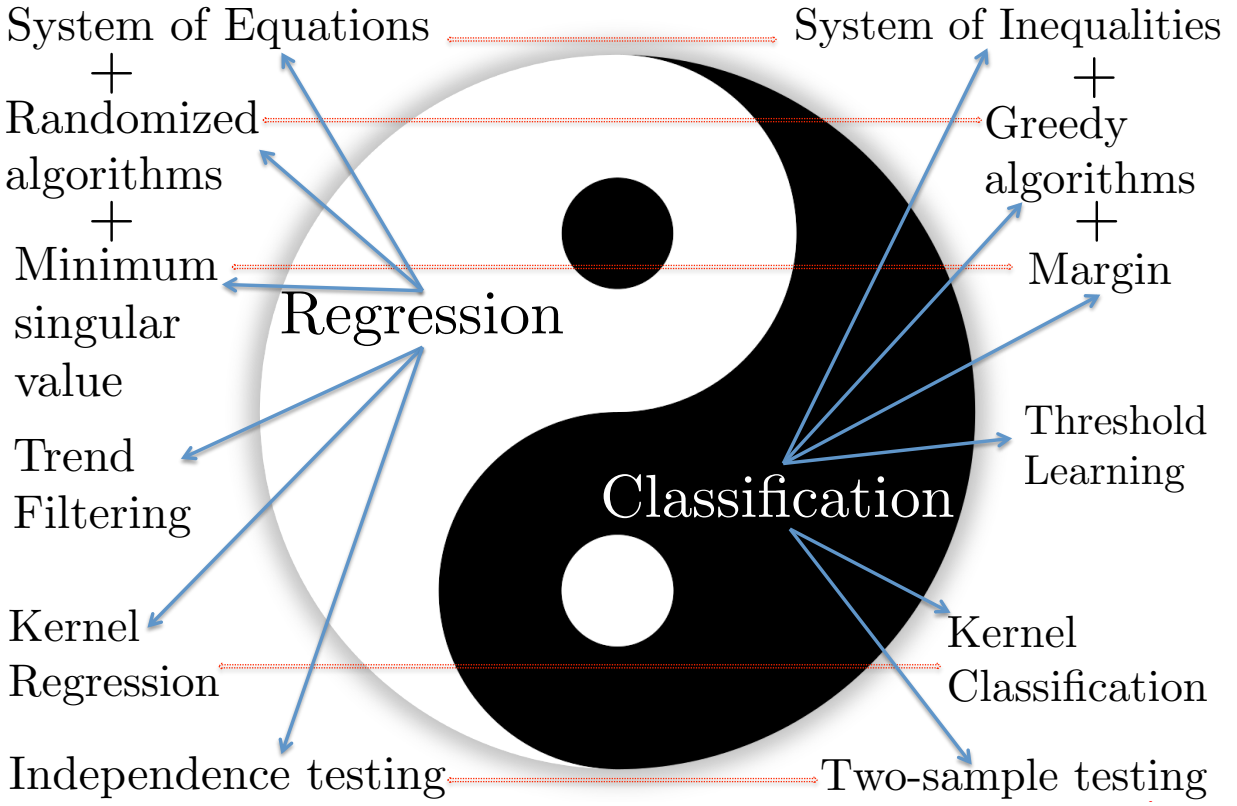 System of Equations
+
Randomized
algorithms
+
Minimum
singular
value
Regression
Trend
Filtering
Kernel
Regression
Independence testing
System of Inequalities
+
Greedy
algorithms
+
Margin
Threshold
Learning
Classification
Kernel
Classification
Two-sample testing